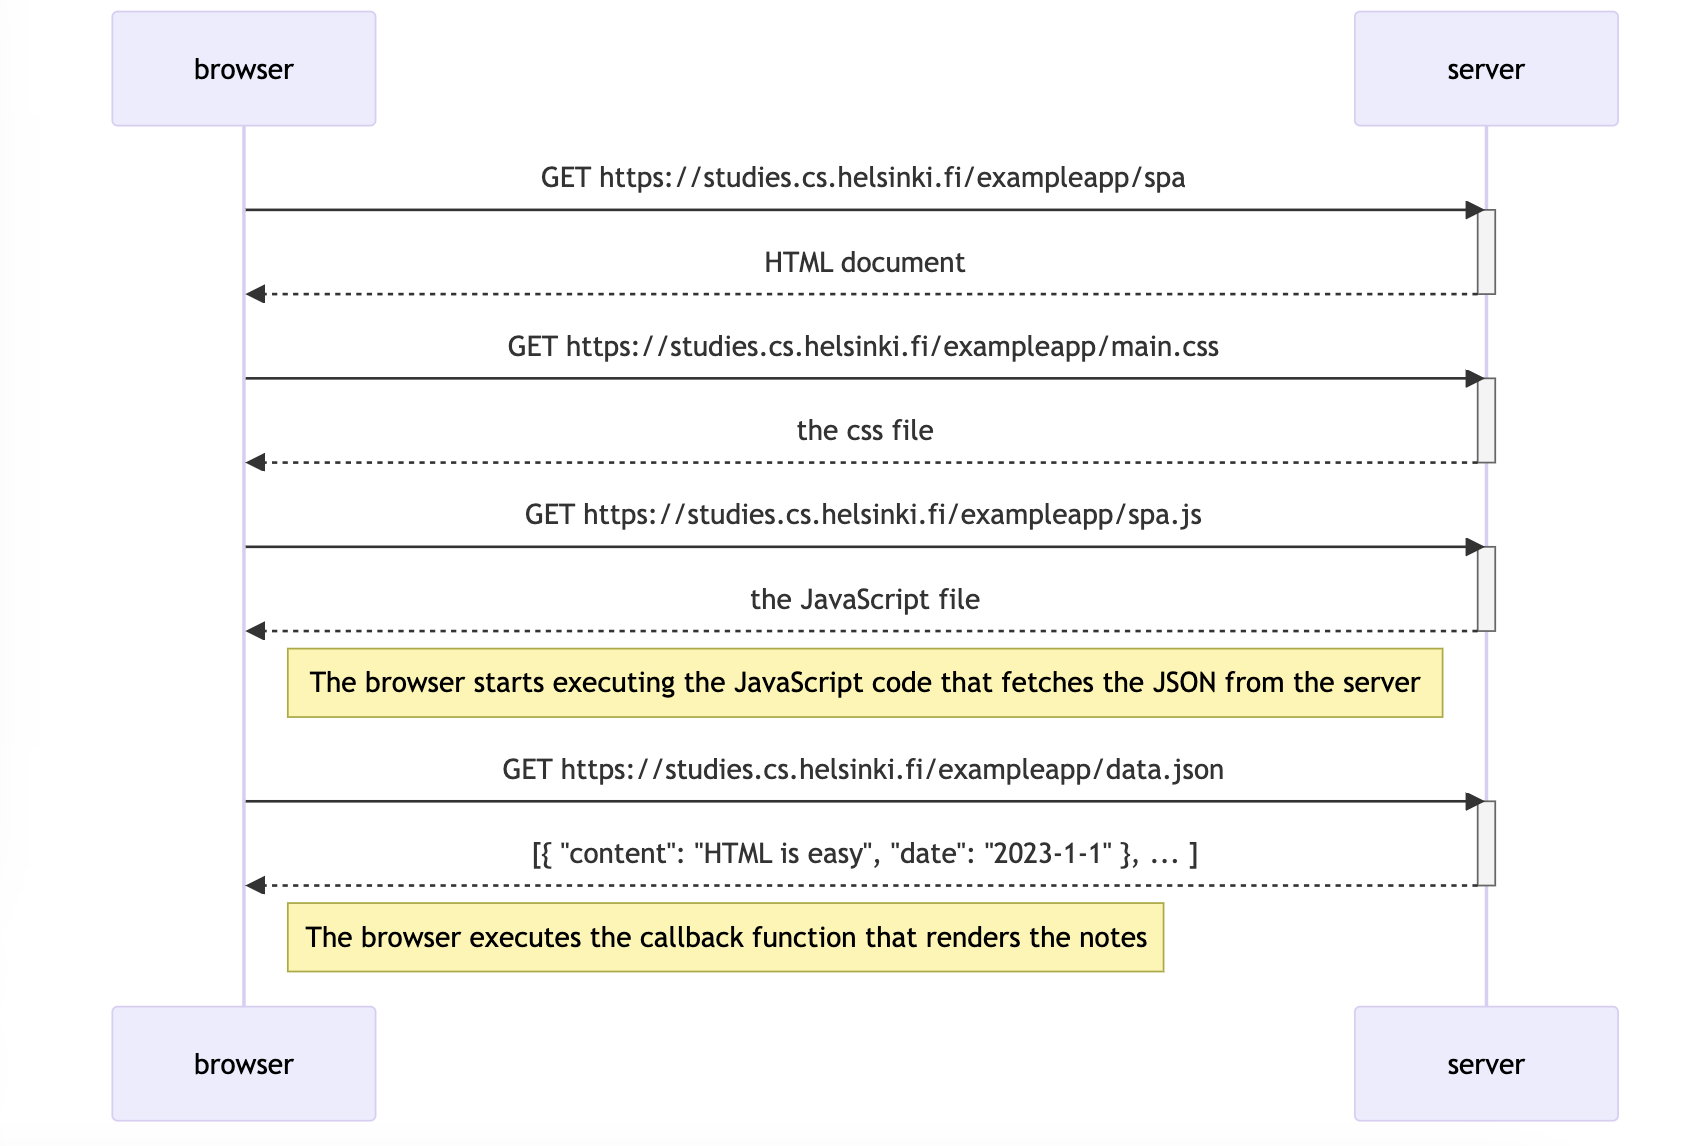 browser
server
GET https://studies.cs.helsinki.fi/exampleapp/spa
HTML document
GET https://studies.cs.helsinki.fi/exampleapp/main.css
the css file
GET https://studies.cs.helsinki.fi/exampleapp/spa.js
the JavaScript file
The browser starts executing the JavaScript code that fetches the JSON from the server
GET https://studies.cs.helsinki.fi/exampleapp/data.json
[{ "content": "HTML is easy", "date": "2023-1-1" }, ... ]
The browser executes the callback function that renders the notes
browser
server